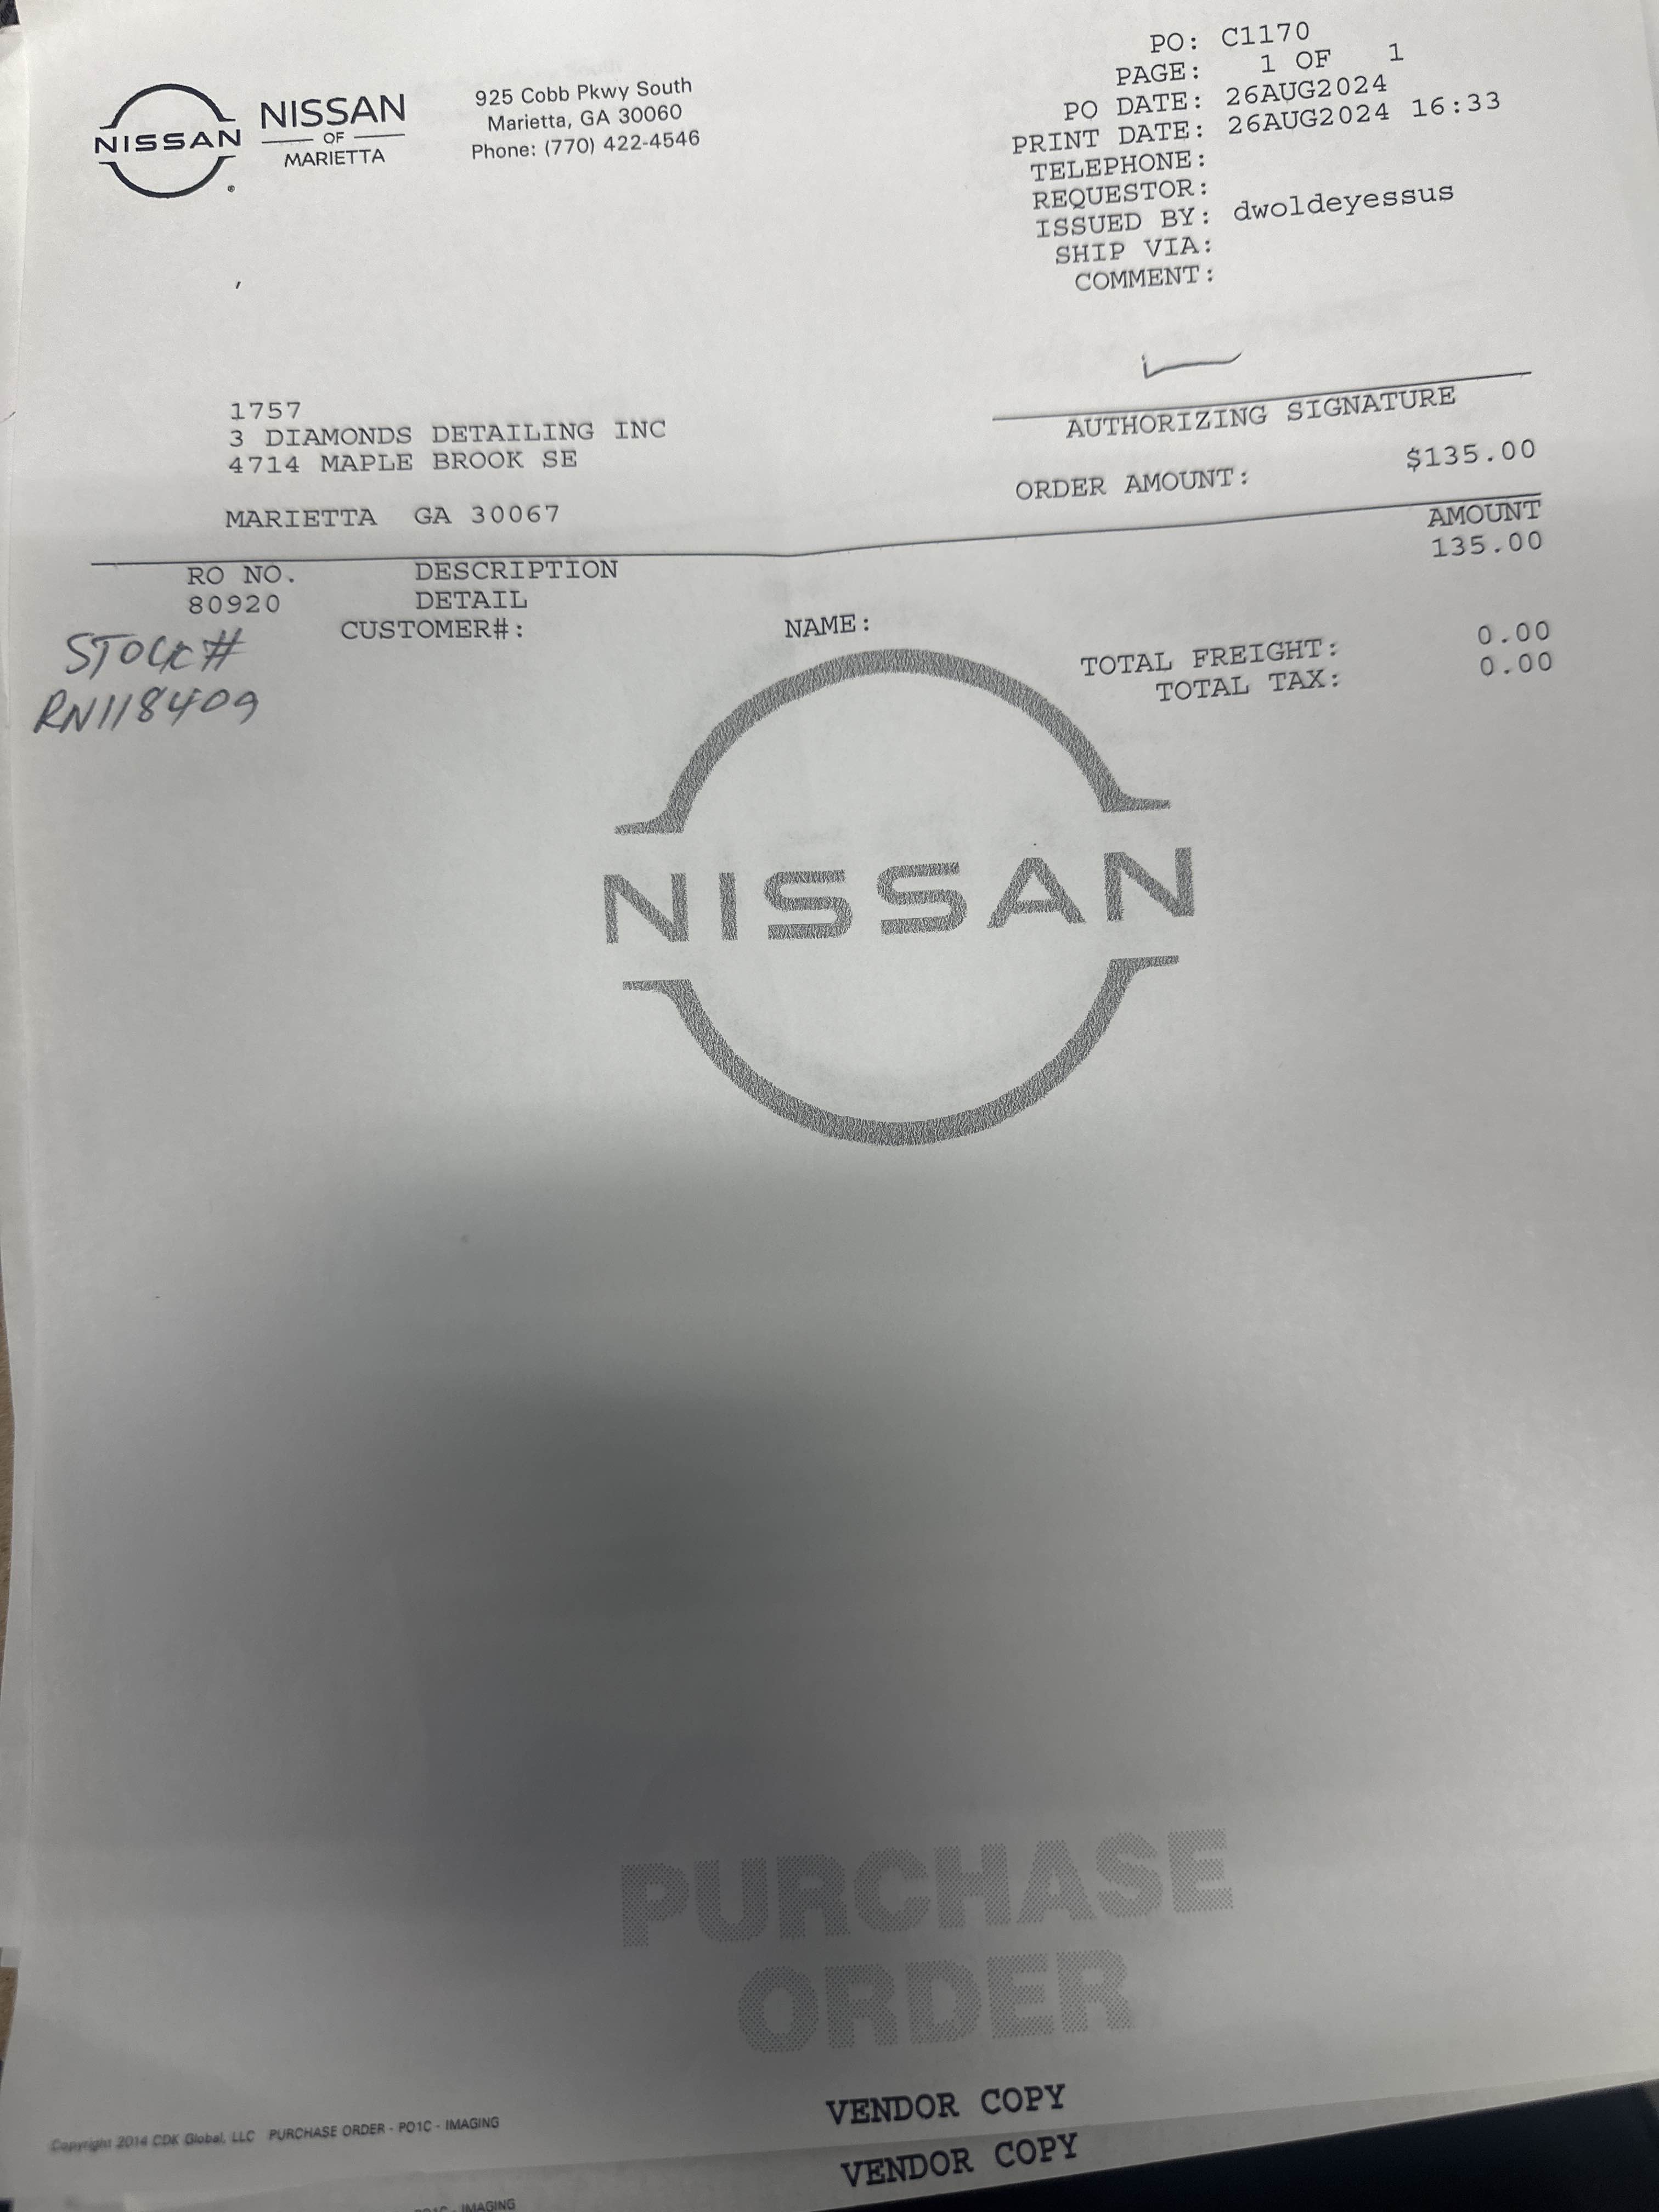 NISSAN
NISSAN
OF
MARIETTA
925 Cobb Pkwy South
Marietta, GA 30060
Phone: (770) 422-4546
PO: C1170
PAGE: 1 OF 1
PO DATE: 26AUG2024
PRINT DATE: 26AUG2024 16:33
TELEPHONE:
REQUESTOR:
ISSUED BY: dwoldeyessus
SHIP VIA:
COMMENT:
1757
3 DIAMONDS DETAILING INC
4714 MAPLE BROOK SE
MARIETTA GA 30067
AUTHORIZING SIGNATURE
ORDER AMOUNT: $135.00
RO NO. DESCRIPTION AMOUNT
80920 DETAIL 135.00
CUSTOMER#: NAME:
STOCK#
RN118409
TOTAL FREIGHT: 0.00
TOTAL TAX: 0.00
NISSAN
PURCHASE
ORDER
VENDOR COPY
Copyright 2014 CDK Global, LLC PURCHASE ORDER - PO1C - IMAGING
VENDOR COPY
PO1C - IMAGING